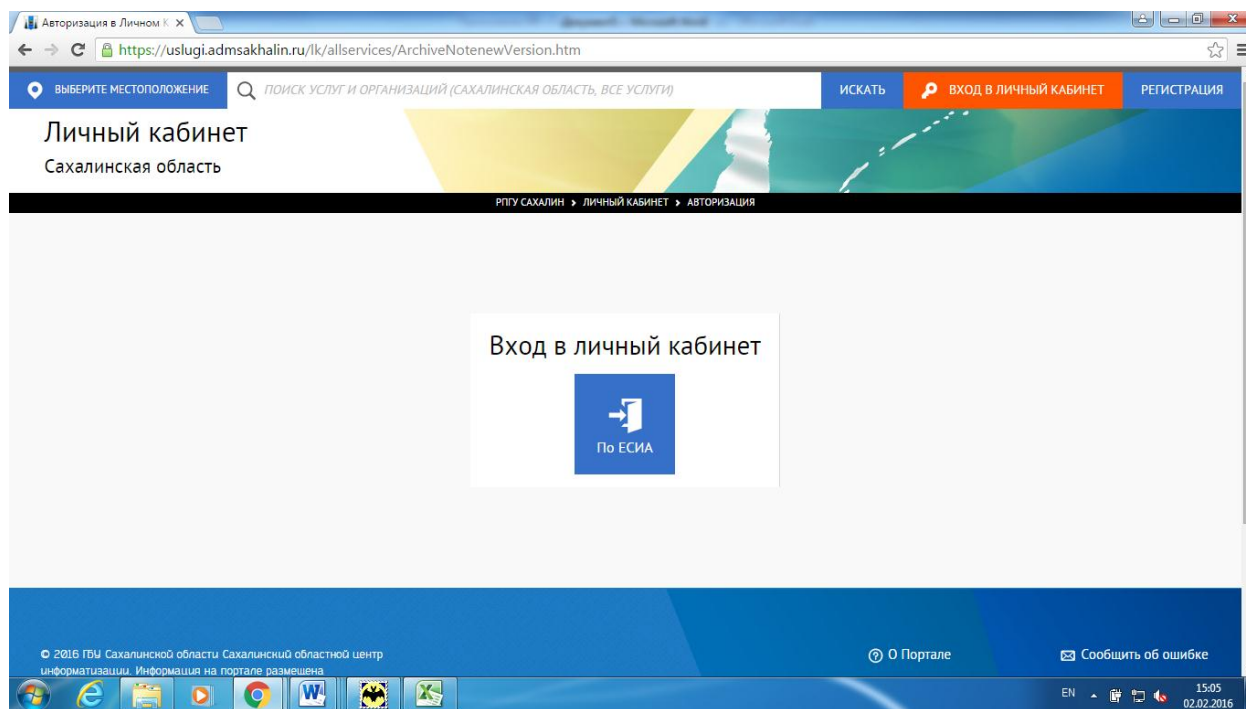 Авторизация в Личном К
https://uslugi.admsakhalin.ru/lk/allservices/ArchiveNotenewVersion.htm
ВЫБЕРИТЕ МЕСТОПОЛОЖЕНИЕ
ПОИСК УСЛУГ И ОРГАНИЗАЦИЙ (САХАЛИНСКАЯ ОБЛАСТЬ, ВСЕ УСЛУГИ)
ИСКАТЬ
ВХОД В ЛИЧНЫЙ КАБИНЕТ
РЕГИСТРАЦИЯ
Личный кабинет
Сахалинская область
РПГУ САХАЛИН > ЛИЧНЫЙ КАБИНЕТ > АВТОРИЗАЦИЯ
Вход в личный кабинет
По ЕСИА
© 2016 ГБУ Сахалинской области Сахалинский областной центр
информатизации. Информация на портале размещена
О Портале
Сообщить об ошибке
EN
15:05
02.02.2016